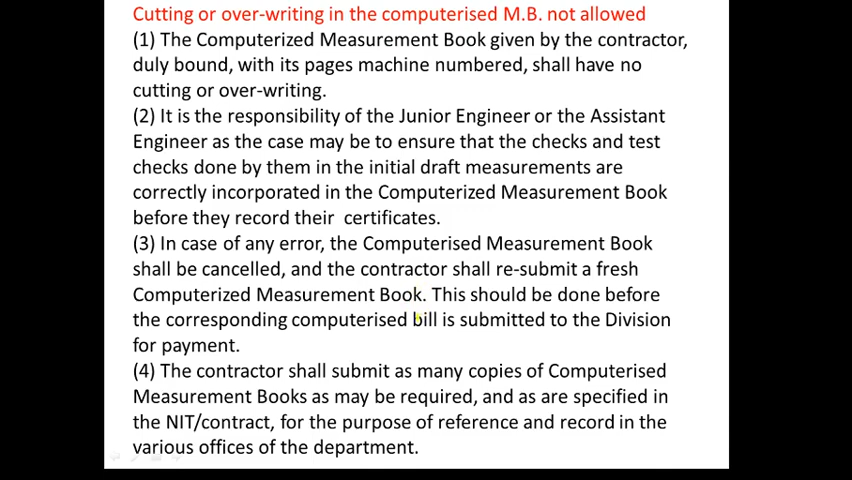 Cutting or over-writing in the computerised M.B. not allowed
(1) The Computerized Measurement Book given by the contractor,
duly bound, with its pages machine numbered, shall have no
cutting or over-writing.
(2) It is the responsibility of the Junior Engineer or the Assistant
Engineer as the case may be to ensure that the checks and test
checks done by them in the initial draft measurements are
correctly incorporated in the Computerized Measurement Book
before they record their certificates.
(3) In case of any error, the Computerised Measurement Book
shall be cancelled, and the contractor shall re-submit a fresh
Computerized Measurement Book. This should be done before
the corresponding computerised bill is submitted to the Division
for payment.
(4) The contractor shall submit as many copies of Computerised
Measurement Books as may be required, and as are specified in
the NIT/contract, for the purpose of reference and record in the
various offices of the department.